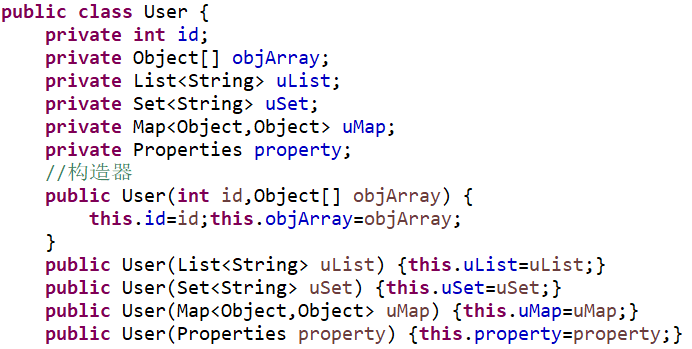 public class User {
    private int id;
    private Object[] objArray;
    private List<String> uList;
    private Set<String> uSet;
    private Map<Object,Object> uMap;
    private Properties property;
    //构造器
    public User(int id,Object[] objArray) {
        this.id=id;this.objArray=objArray;
    }
    public User(List<String> uList) {this.uList=uList;}
    public User(Set<String> uSet) {this.uSet=uSet;}
    public User(Map<Object,Object> uMap) {this.uMap=uMap;}
    public User(Properties property) {this.property=property;}